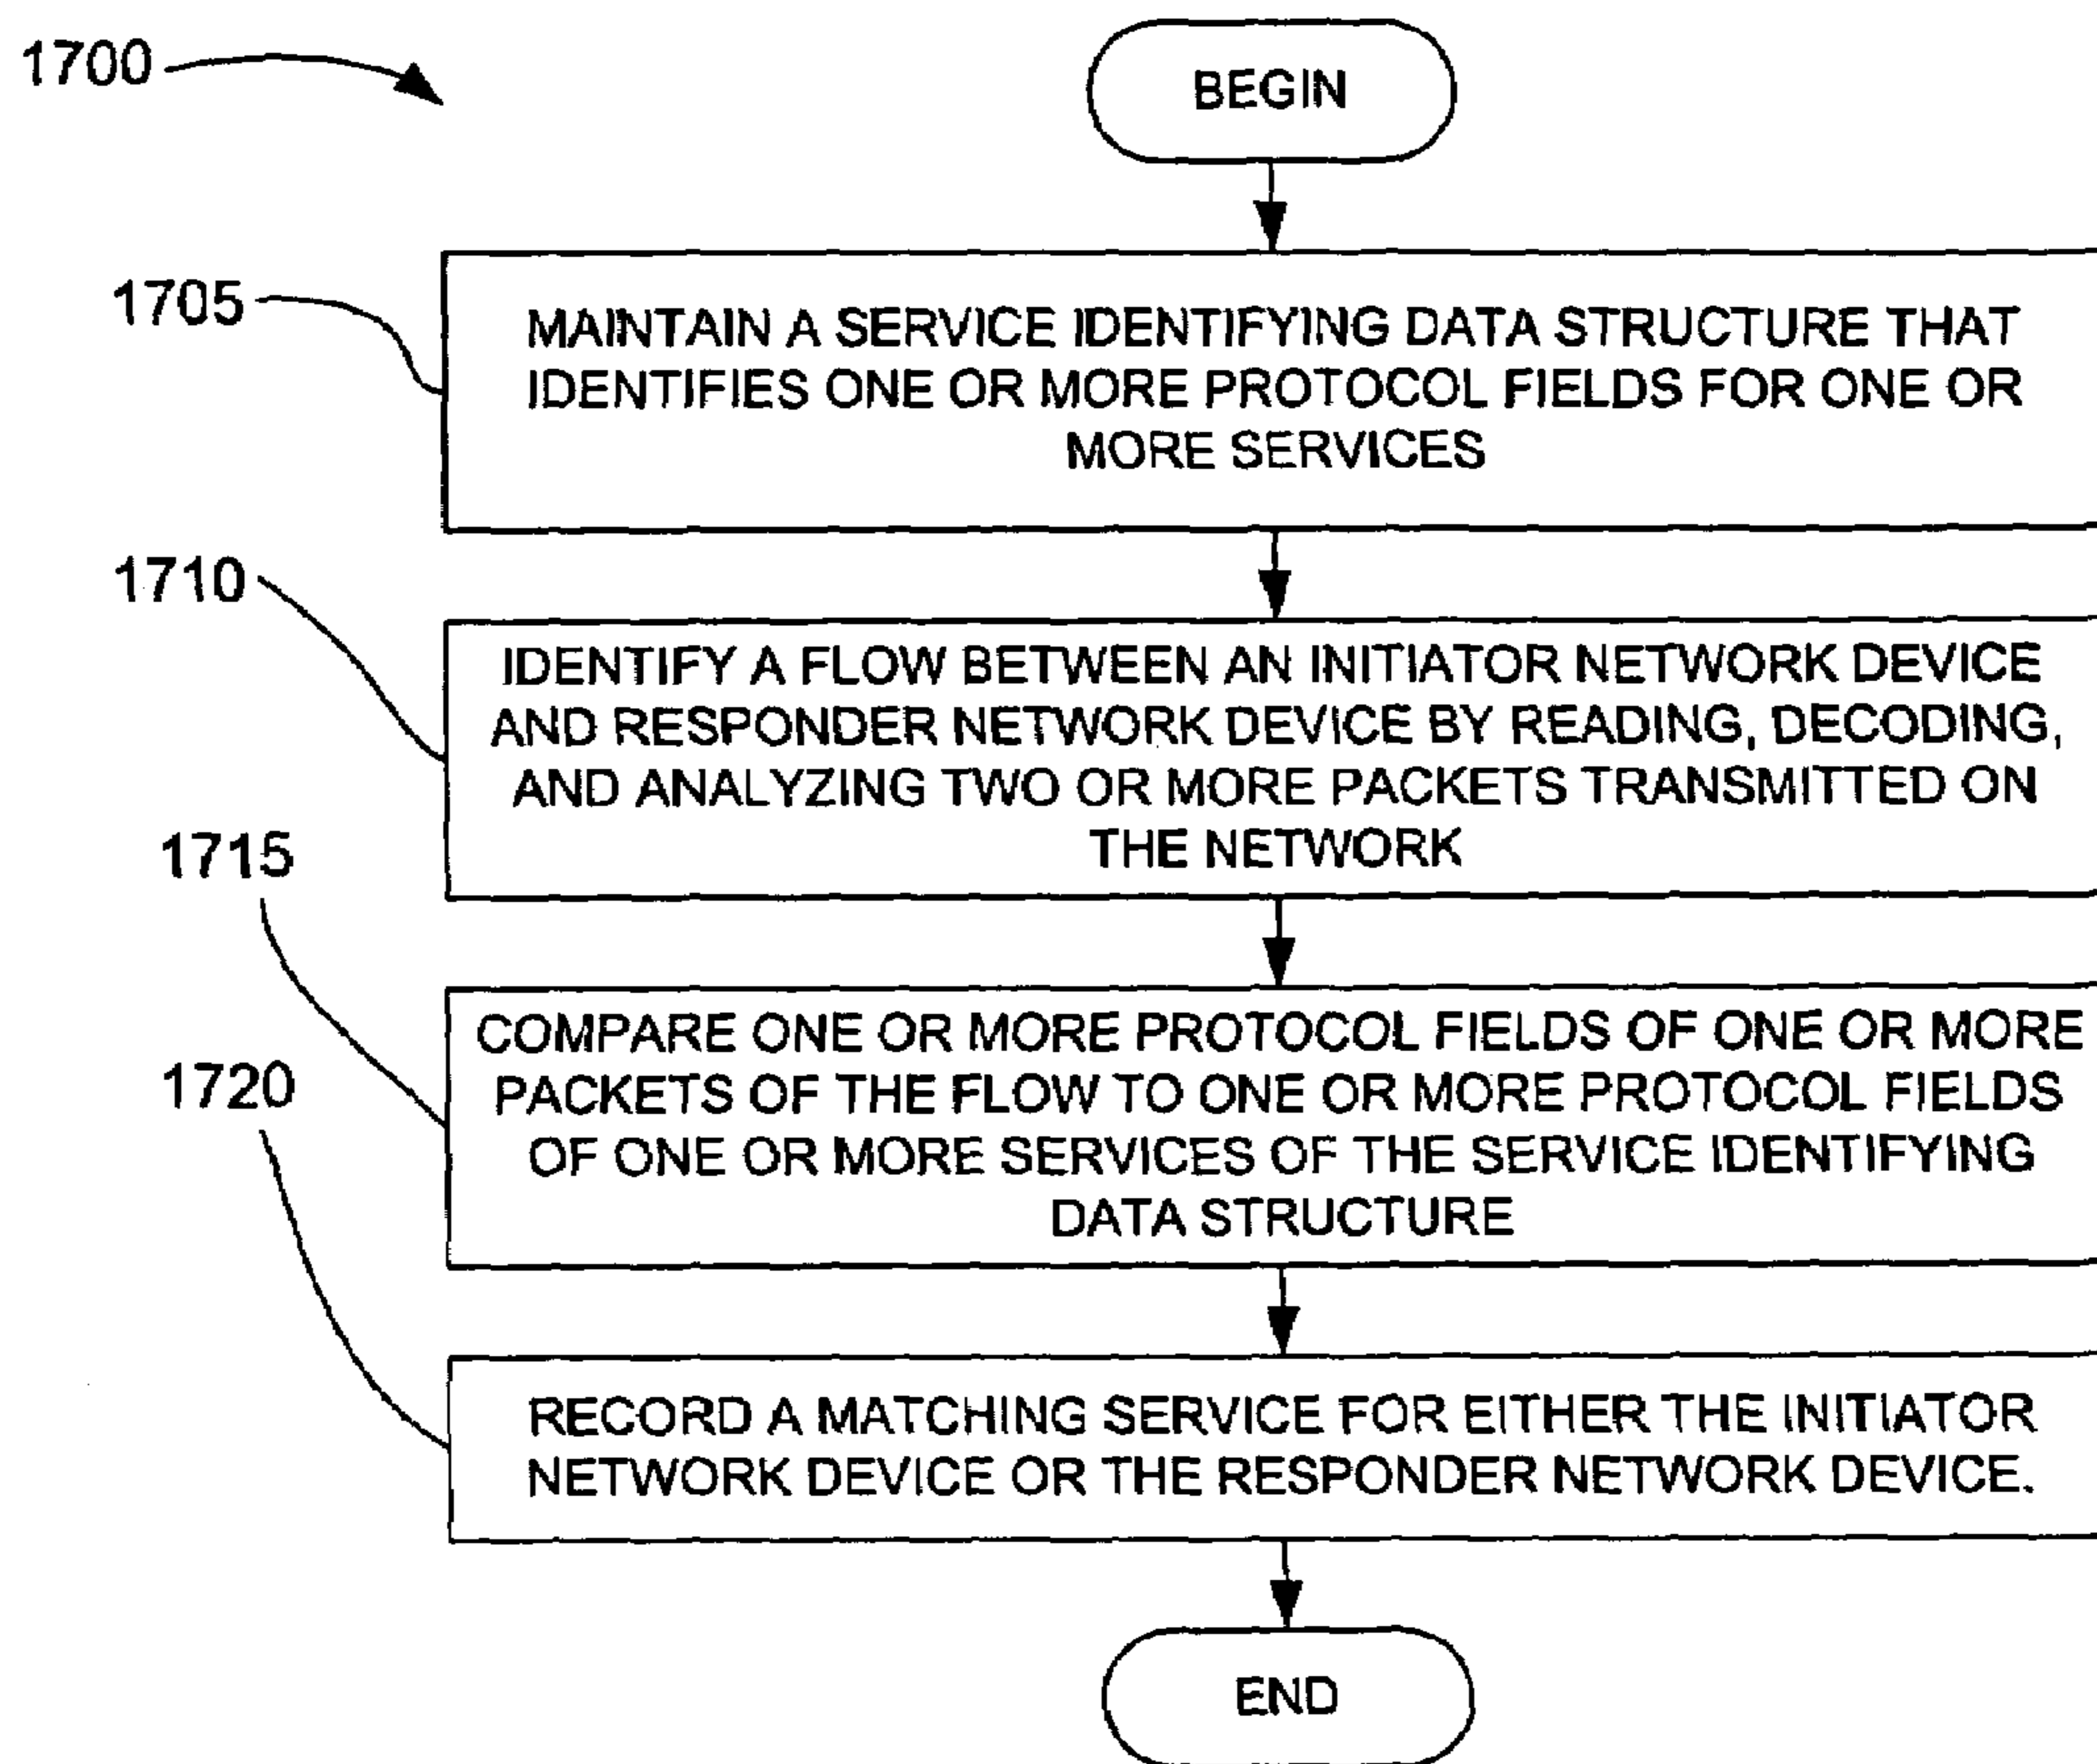 1700
BEGIN
1705
MAINTAIN A SERVICE IDENTIFYING DATA STRUCTURE THAT
IDENTIFIES ONE OR MORE PROTOCOL FIELDS FOR ONE OR
MORE SERVICES
1710
IDENTIFY A FLOW BETWEEN AN INITIATOR NETWORK DEVICE
AND RESPONDER NETWORK DEVICE BY READING, DECODING,
AND ANALYZING TWO OR MORE PACKETS TRANSMITTED ON
THE NETWORK
1715
COMPARE ONE OR MORE PROTOCOL FIELDS OF ONE OR MORE
PACKETS OF THE FLOW TO ONE OR MORE PROTOCOL FIELDS
OF ONE OR MORE SERVICES OF THE SERVICE IDENTIFYING
DATA STRUCTURE
1720
RECORD A MATCHING SERVICE FOR EITHER THE INITIATOR
NETWORK DEVICE OR THE RESPONDER NETWORK DEVICE.
END